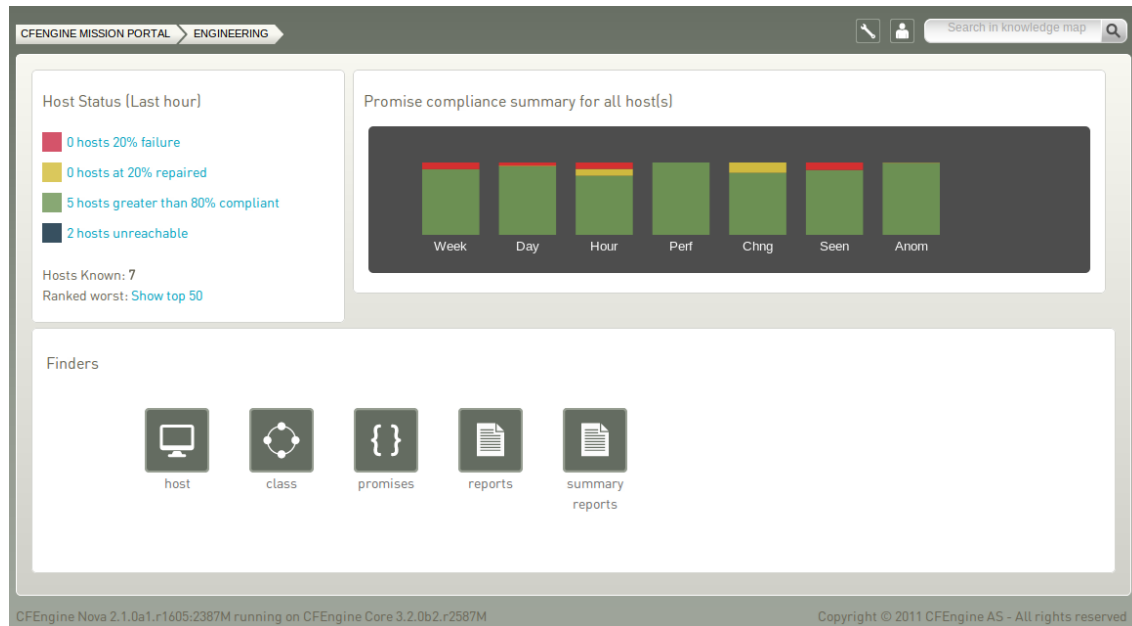 CFENGINE MISSION PORTAL ENGINEERING
Search in knowledge map
Host Status (Last hour)
0 hosts 20% failure
0 hosts at 20% repaired
5 hosts greater than 80% compliant
2 hosts unreachable
Hosts Known: 7
Ranked worst: Show top 50
Promise compliance summary for all host(s)
Week Day Hour Perf Chng Seen Anom
Finders
host class promises reports summary
reports
CFEngine Nova 2.1.0a1.r1605:2387M running on CFEngine Core 3.2.0b2.r2587M
Copyright © 2011 CFEngine AS - All rights reserved